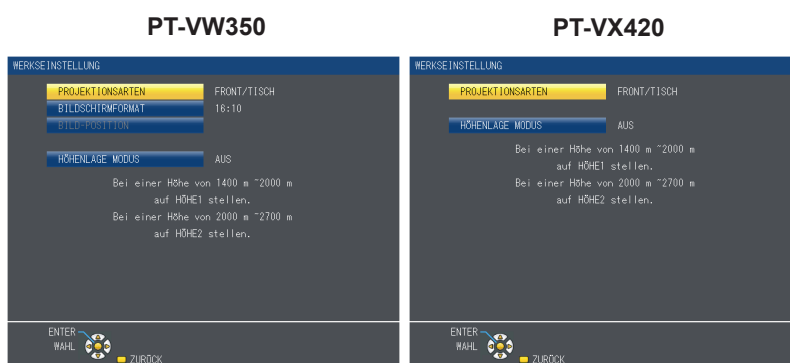 PT-VW350
WERKSEINSTELLUNG
PROJEKTIONSARTEN FRONT/TISCH
BILDSCHIRMFORMAT 16:10
BILD-POSITION
HÖHENLAGE MODUS AUS
Bei einer Höhe von 1400 m ~2000 m
auf HÖHE1 stellen.
Bei einer Höhe von 2000 m ~2700 m
auf HÖHE2 stellen.
ENTER
WAHL
ZURÜCK
PT-VX420
WERKSEINSTELLUNG
PROJEKTIONSARTEN FRONT/TISCH
HÖHENLAGE MODUS AUS
Bei einer Höhe von 1400 m ~2000 m
auf HÖHE1 stellen.
Bei einer Höhe von 2000 m ~2700 m
auf HÖHE2 stellen.
ENTER
WAHL
ZURÜCK